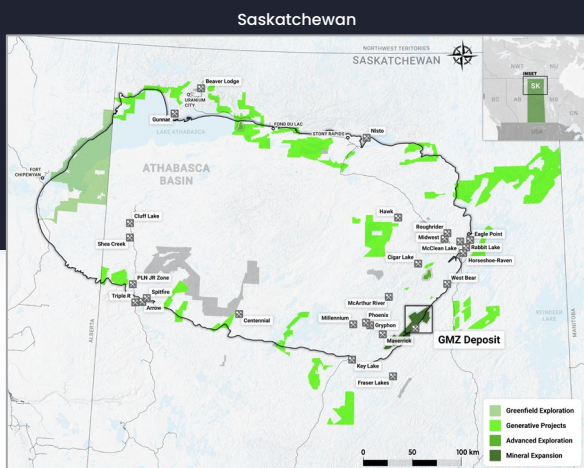 Saskatchewan
NORTHWEST TERITORIES
SASKATCHEWAN
INSET
NWT
NU
BC
AB
SK
MB
USA
Beaver Lodge
URANIUM
CITY
Gunnar
LAKE ATHABASCA
FOND DU LAC
STONY RAPIDS
Nisto
FORT
CHIPEWYAN
ATHABASCA
BASIN
Cluff Lake
Shea Creek
Hawk
Roughrider
Midwest
McClean Lake
Eagle Point
Rabbit Lake
Horseshoe-Raven
Cigar Lake
West Bear
PLN JR Zone
Triple R
Spitfire
Arrow
McArthur River
Millennium
Phoenix
Gryphon
Centennial
Maverick
GMZ Deposit
Key Lake
Fraser Lakes
ALBERTA
MANITOBA
REINDEER
LAKE
Greenfield Exploration
Generative Projects
Advanced Exploration
Mineral Expansion
0 50 100 km